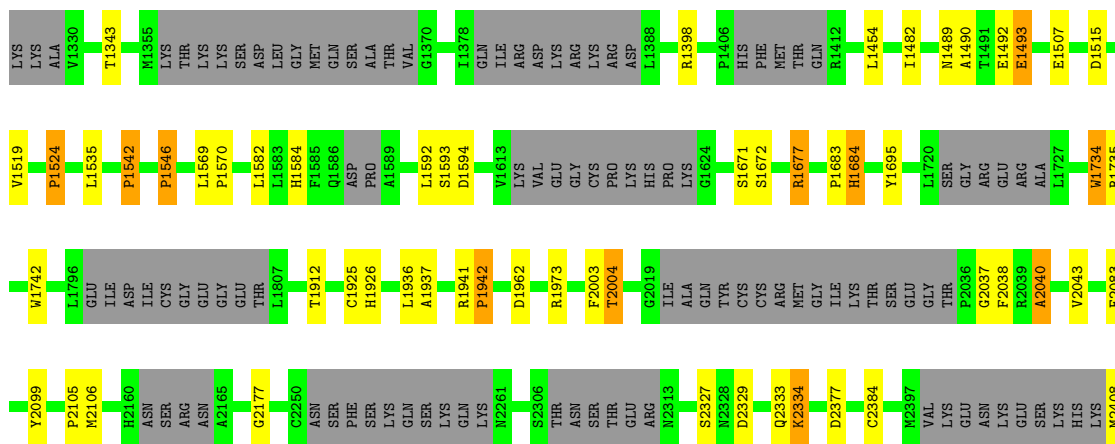 LYS LYS ALA V1330 T1343 M1355 LYS THR LYS LYS SER ASP LEU GLY MET GLN SER ALA THR VAL G1370 I1378 GLN ILE ARG ASP LYS ARG LYS ARG ASP L1388 R1398 P1406 HIS PHE MET THR GLN R1412 L1454 I1482 N1489 A1490 T1491 E1492 E1493 E1507 D1515
V1519 P1524 L1535 P1542 P1546 L1569 P1570 L1582 L1583 H1584 F1585 Q1586 ASP PRO A1589 L1592 S1593 D1594 V1613 LYS VAL GLU GLY CYS PRO LYS HIS PRO LYS G1624 S1671 S1672 R1677 P1683 H1684 Y1695 L1720 SER GLY ARG GLU ARG ALA L1727 W1734
W1742 L1796 GLU ILE ASP ILE CYS GLY GLU GLY GLU THR L1807 T1912 C1925 H1926 L1936 A1937 R1941 P1942 D1962 R1973 F2003 T2004 G2019 ILE ALA GLN TYR CYS CYS ARG MET GLY ILE LYS THR SER GLU GLY THR P2036 G2037 F2038 R2039 A2040 V2043
Y2099 P2105 M2106 H2160 ASN SER ARG ASN A2165 G2177 C2250 ASN SER PHE SER LYS GLN SER LYS GLN LYS N2261 S2306 THR ASN SER THR GLU ARG N2313 S2327 N2328 D2329 Q2333 K2334 D2377 C2384 M2397 VAL LYS GLU ASN LYS GLU SER LYS HIS LYS